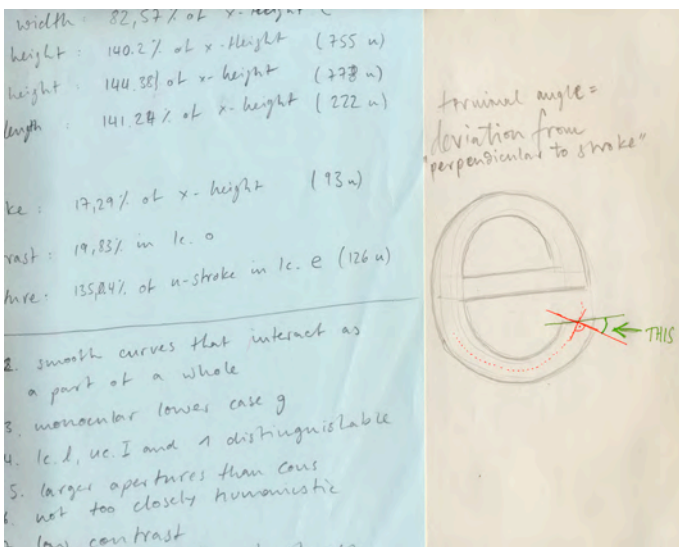 width: 82,57% of x-height
height: 140.2% of x-Height (755 u)
height: 144.38% of x-height (778 u)
length: 141.24% of x-height (222 u)
ke: 17,29% of x-height (93 u)
rast: 19,83% in lc. o
ture: 135,04% of n-stroke in lc. e (126 u)
2. smooth curves that interact as
a part of a whole
3. monocular lower case g
4. lc. l, uc. I and 1 distinguishable
5. larger apertures than cous
6. not too closely humanistic
7. low contrast
terminal angle =
deviation from
"perpendicular to stroke"
THIS